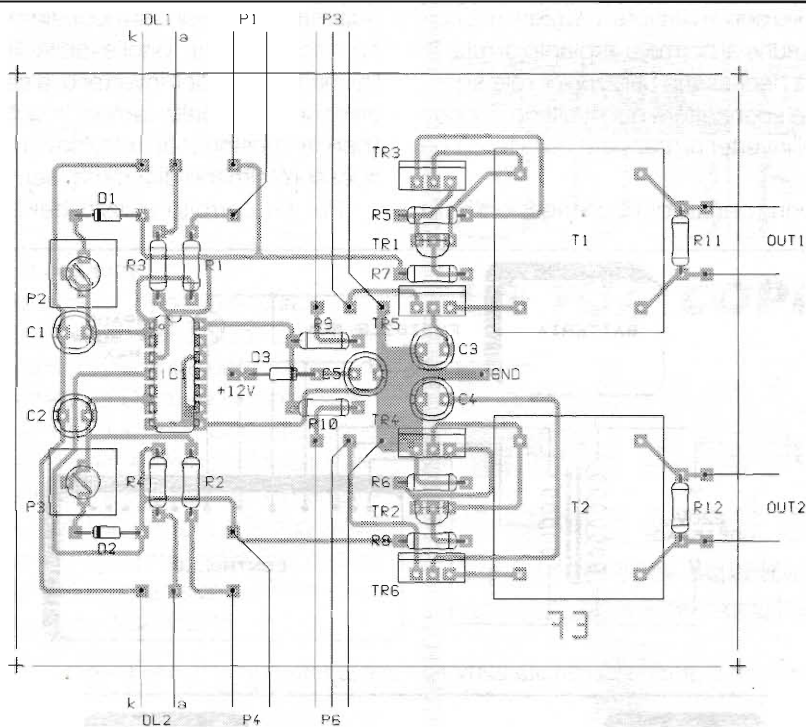 DL1 P1 P3
k a
TR3
D1
R5
TR1 T1 R11 OUT1
R3 R1
R7
P2
TR5
C1 R9 C3
IC1 D3 C5 GND
+12V C4
C2 R10 TR4
R4 R2 R6
P3 TR2 T2 R12 OUT2
D2 R8
TR6
k a
DL2 P4 P6